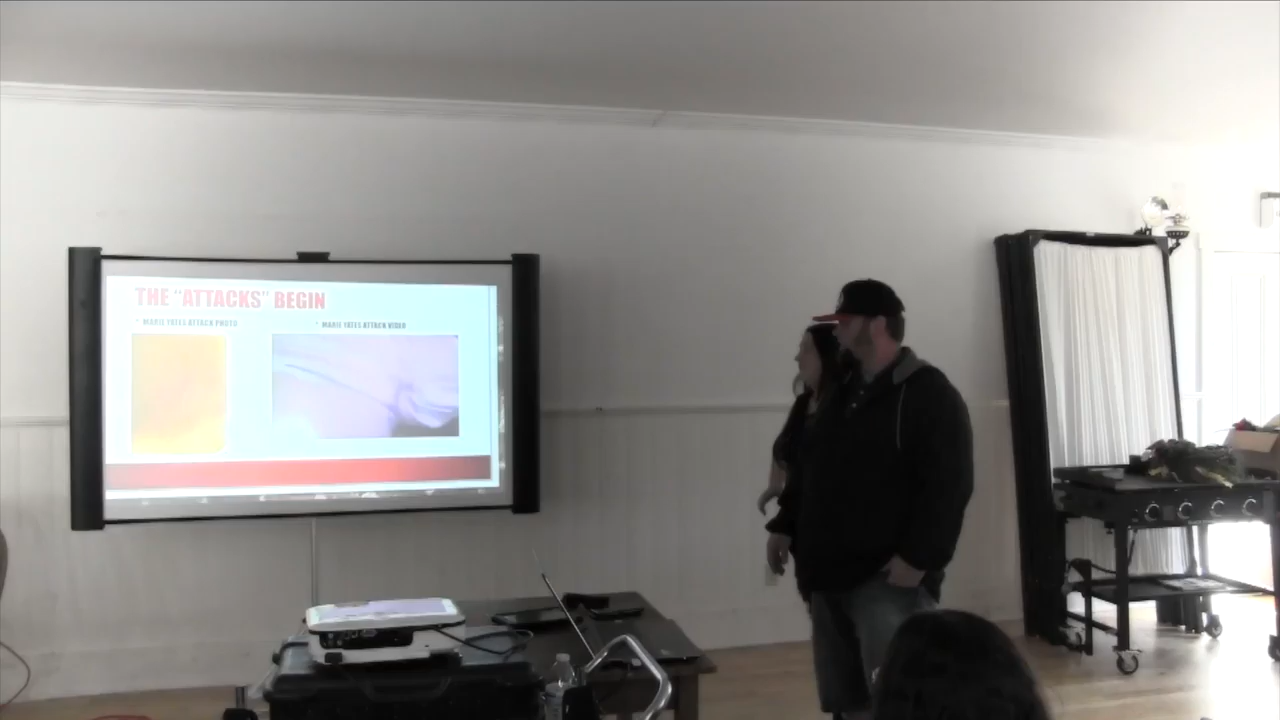 THE "ATTACKS" BEGIN
MARIE YATES ATTACK PHOTO
MARIE YATES ATTACK VIDEO